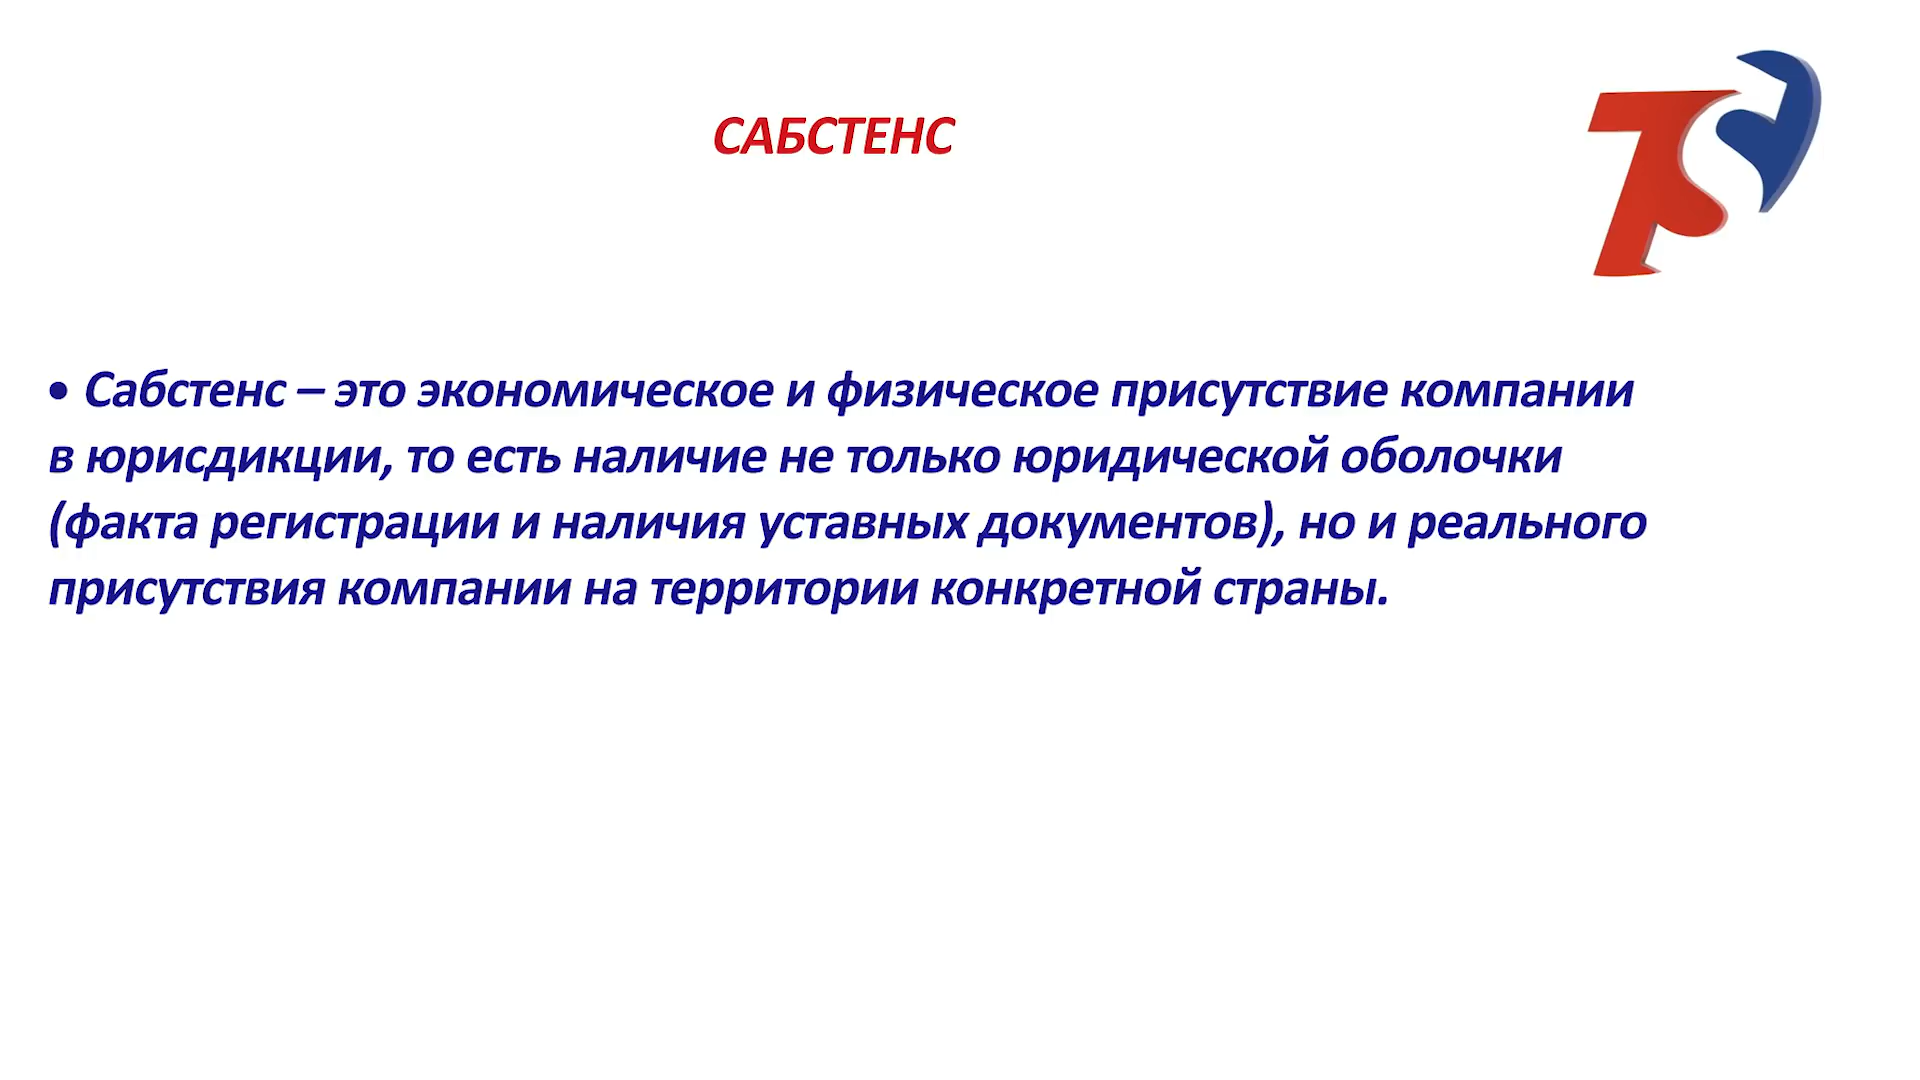 САБСТЕНС
• Сабстенс – это экономическое и физическое присутствие компании
в юрисдикции, то есть наличие не только юридической оболочки
(факта регистрации и наличия уставных документов), но и реального
присутствия компании на территории конкретной страны.